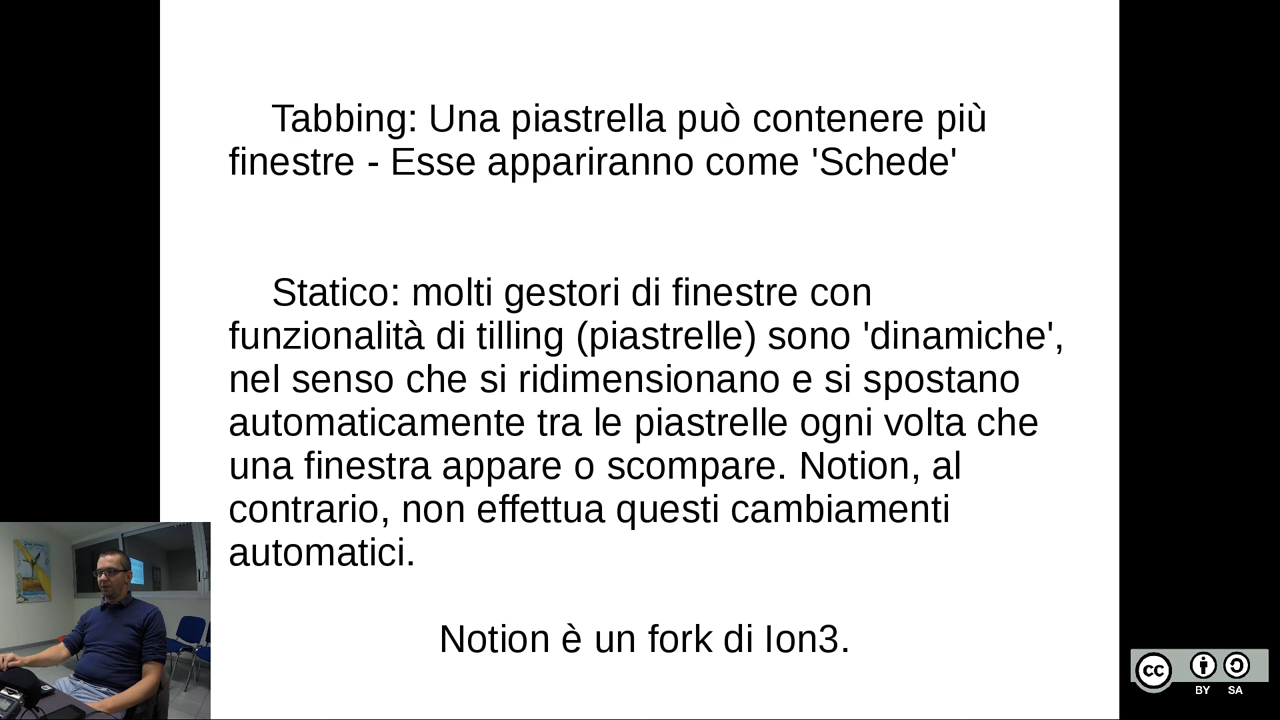 Tabbing: Una piastrella può contenere più
finestre - Esse appariranno come 'Schede'
Statico: molti gestori di finestre con
funzionalità di tilling (piastrelle) sono 'dinamiche',
nel senso che si ridimensionano e si spostano
automaticamente tra le piastrelle ogni volta che
una finestra appare o scompare. Notion, al
contrario, non effettua questi cambiamenti
automatici.
Notion è un fork di Ion3.
cc
BY SA